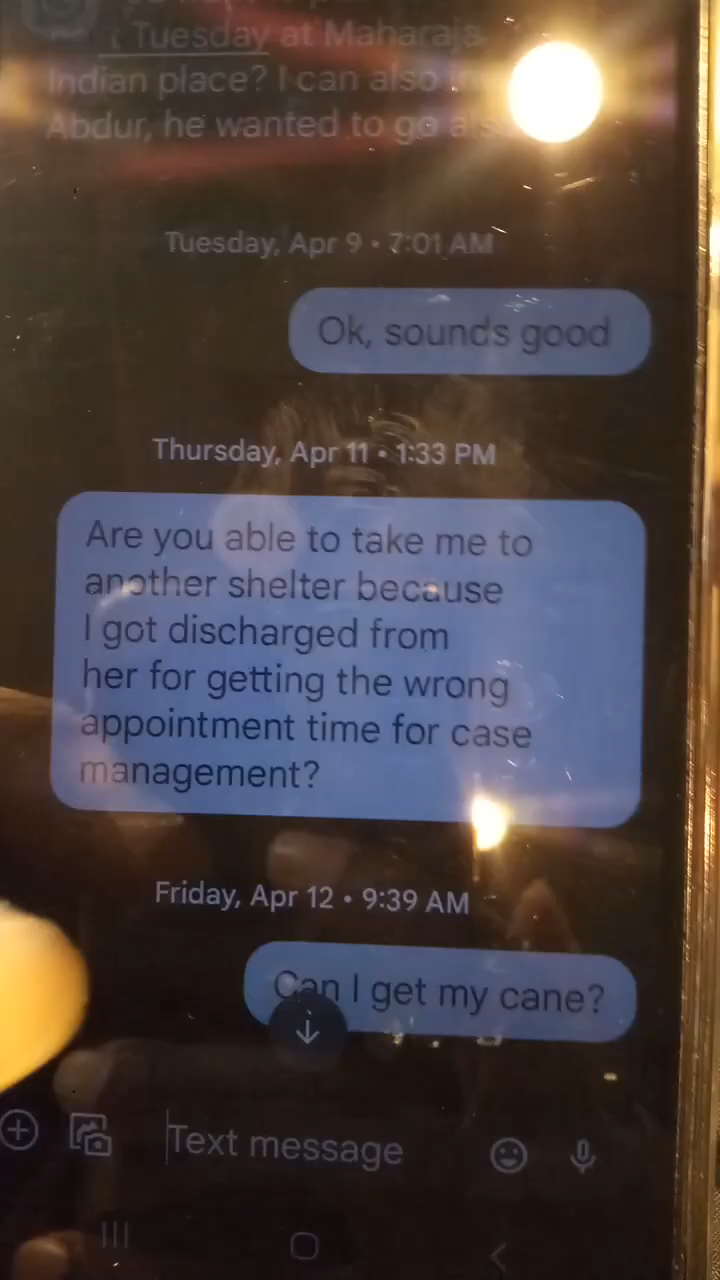 Tuesday at Maharaja
Indian place? I can also
Abdur, he wanted to go
Tuesday, Apr 9 • 7:01 AM
Ok, sounds good
Thursday, Apr 11 • 1:33 PM
Are you able to take me to
another shelter because
I got discharged from
her for getting the wrong
appointment time for case
management?
Friday, Apr 12 • 9:39 AM
Can I get my cane?
Text message